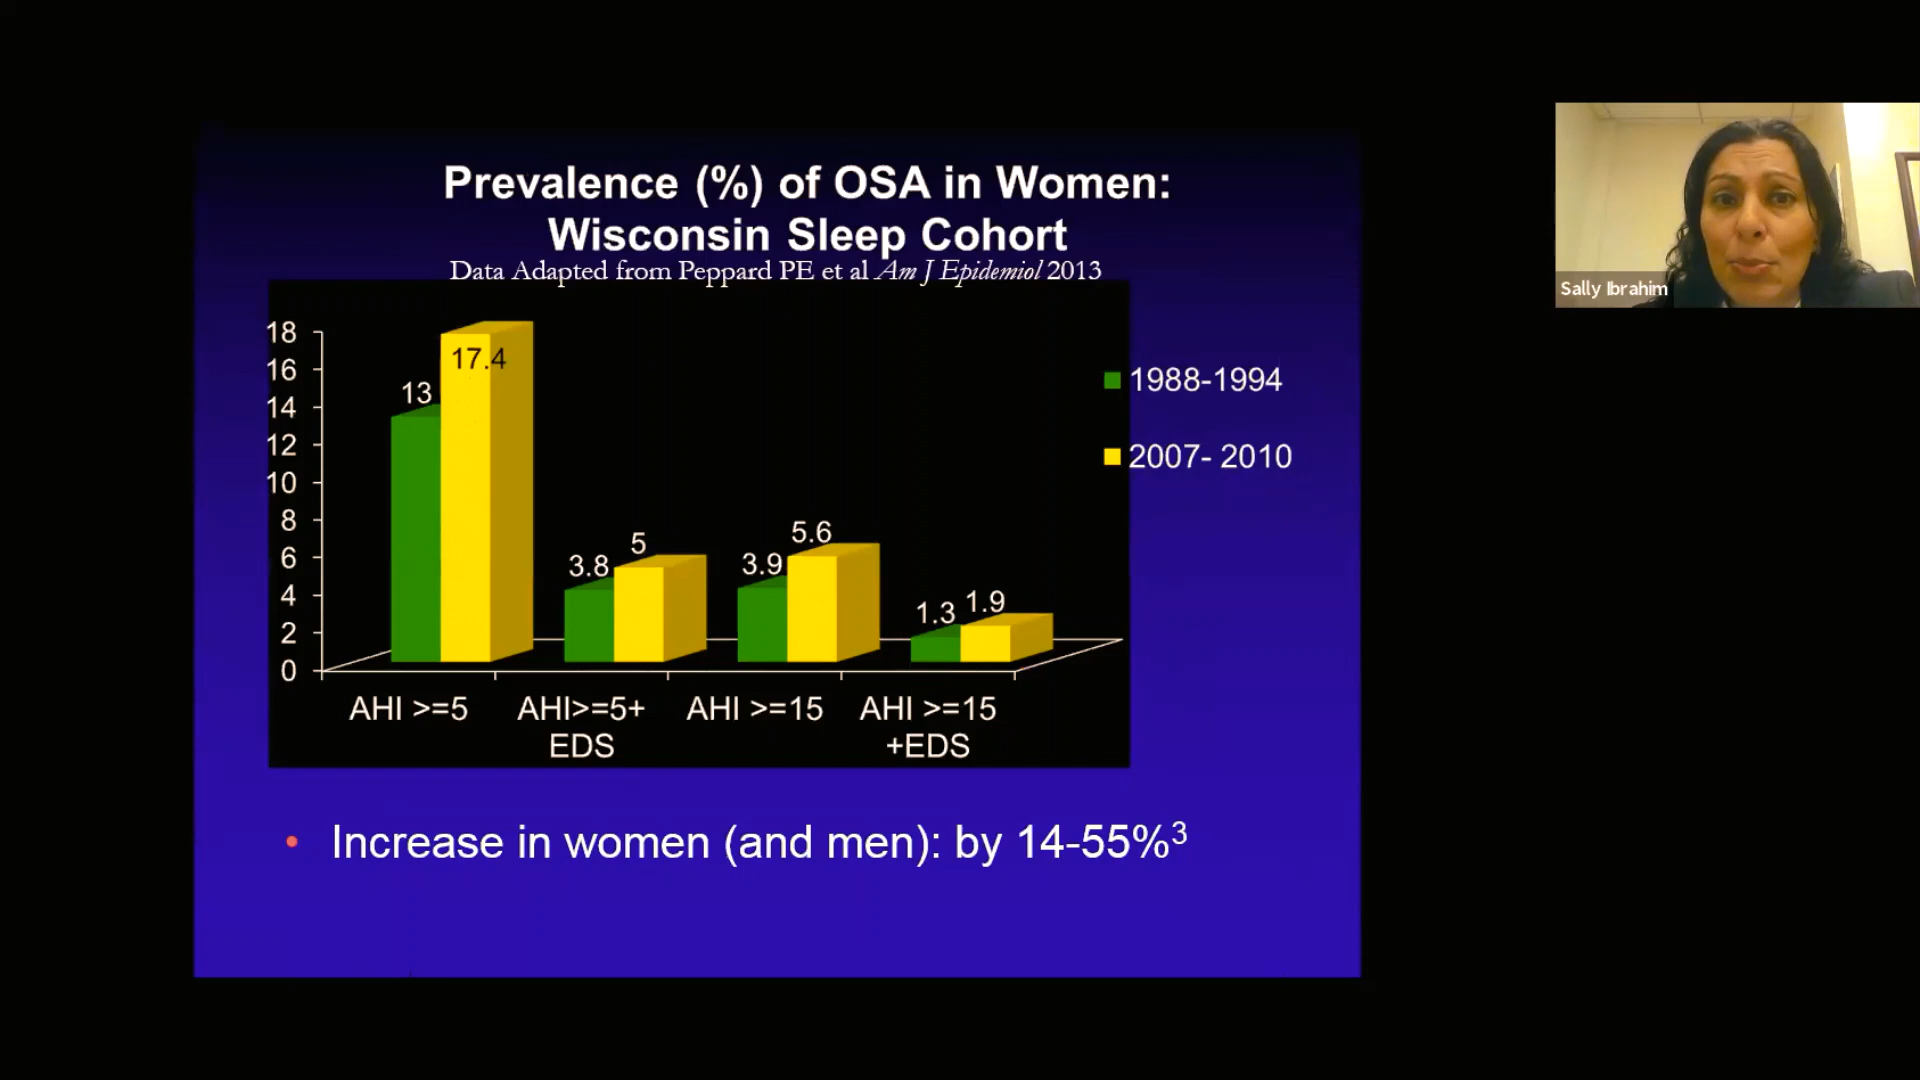 Prevalence (%) of OSA in Women:
Wisconsin Sleep Cohort
Data Adapted from Peppard PE et al Am J Epidemiol 2013
18
16
14
12
10
8
6
4
2
0
13
17.4
3.8
5
3.9
5.6
1.3
1.9
AHI >=5
AHI>=5+
EDS
AHI >=15
AHI >=15
+EDS
1988-1994
2007- 2010
• Increase in women (and men): by 14-55%³
Sally Ibrahim